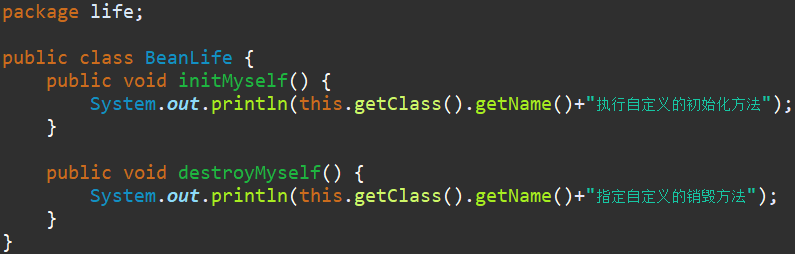 package life;
public class BeanLife {
public void initMyself() {
System.out.println(this.getClass().getName()+"执行自定义的初始化方法");
}
public void destroyMyself() {
System.out.println(this.getClass().getName()+"指定自定义的销毁方法");
}
}